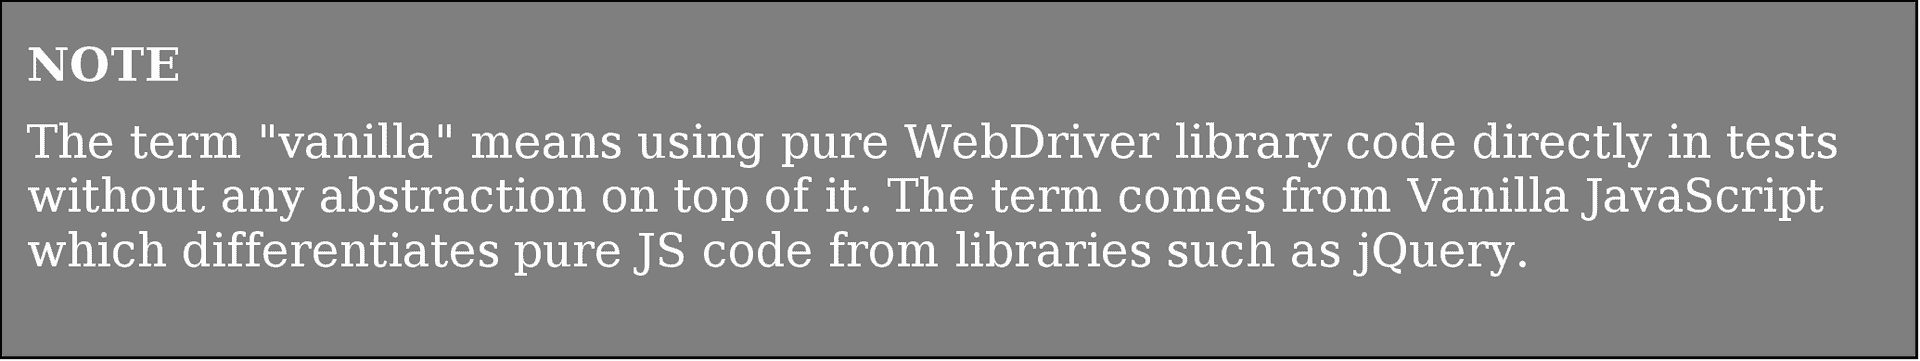 NOTE
The term "vanilla" means using pure WebDriver library code directly in tests
without any abstraction on top of it. The term comes from Vanilla JavaScript
which differentiates pure JS code from libraries such as jQuery.